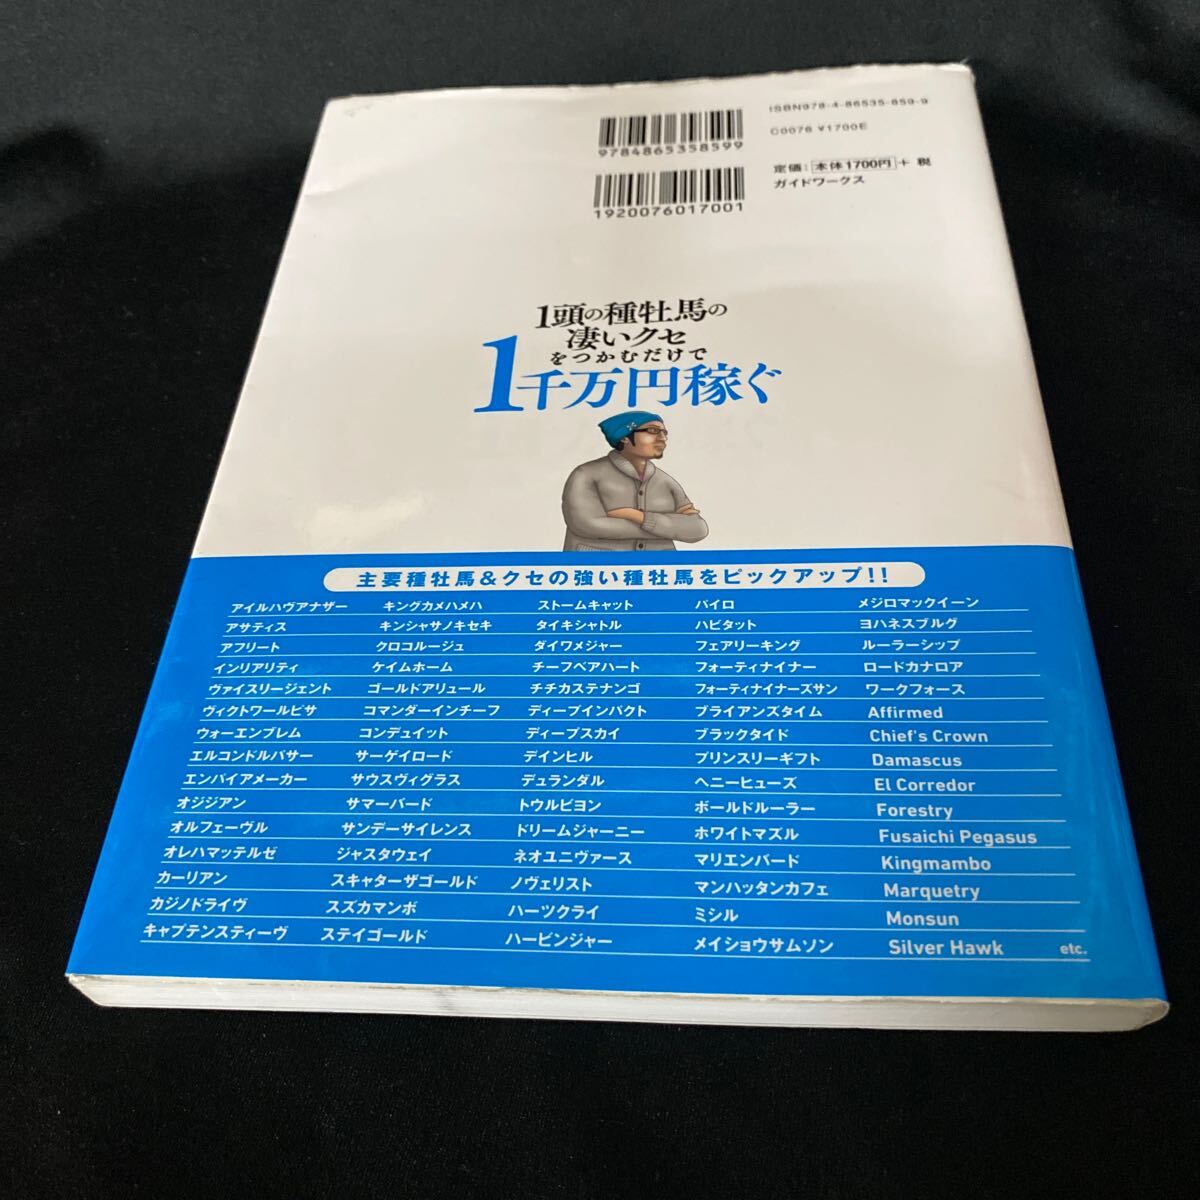 ISBN978-4-86535-859-9
C0076 ¥1700E
定価：本体1700円＋税
ガイドワークス
9784865358599
1920076017001
1頭の種牡馬の
凄いクセ
をつかむだけで
1千万円稼ぐ
主要種牡馬＆クセの強い種牡馬をピックアップ!!
アイルハヴアナザー キングカメハメハ ストームキャット パイロ メジロマックイーン
アサティス キンシャサノキセキ タイキシャトル ハビタット ヨハネスブルグ
アフリート クロコルージュ ダイワメジャー フェアリーキング ルーラーシップ
インリアリティ ケイムホーム チーフベアハート フォーティナイナー ロードカナロア
ヴァイスリージェント ゴールドアリュール チチカステナンゴ フォーティナイナーズサン ワークフォース
ヴィクトワールピサ コマンダーインチーフ ディープインパクト ブライアンズタイム Affirmed
ウォーエンブレム コンデュイット ディープスカイ ブラックタイド Chief's Crown
エルコンドルパサー サーゲイロード デインヒル プリンスリーギフト Damascus
エンパイアメーカー サウスヴィグラス デュランダル ヘニーヒューズ El Corredor
オジジアン サマーバード トウルビヨン ボールドルーラー Forestry
オルフェーヴル サンデーサイレンス ドリームジャーニー ホワイトマズル Fusaichi Pegasus
オレハマッテルゼ ジャスタウェイ ネオユニヴァース マリエンバード Kingmambo
カーリアン スキャターザゴールド ノヴェリスト マンハッタンカフェ Marquetry
カジノドライヴ スズカマンボ ハーツクライ ミシル Monsun
キャプテンスティーヴ ステイゴールド ハービンジャー メイショウサムソン Silver Hawk etc.